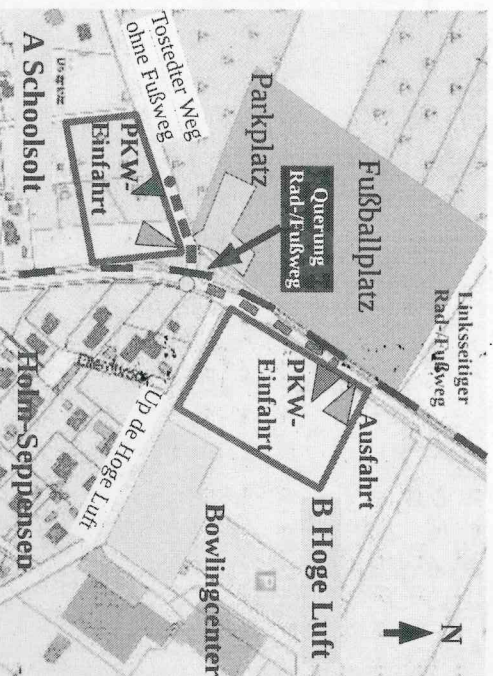 Tostedter Weg
ohne Fußweg
Parkplatz
Fußballplatz
Linksseitiger
Rad-/Fußweg
A Schoolsolt
PKW-
Einfahrt
Querung
Rad-/Fußweg
PKW-
Einfahrt
Ausfahrt
B Hoge Luft
N
Up de Hoge Luft
Holm-Seppensen
Bowlingcenter
P